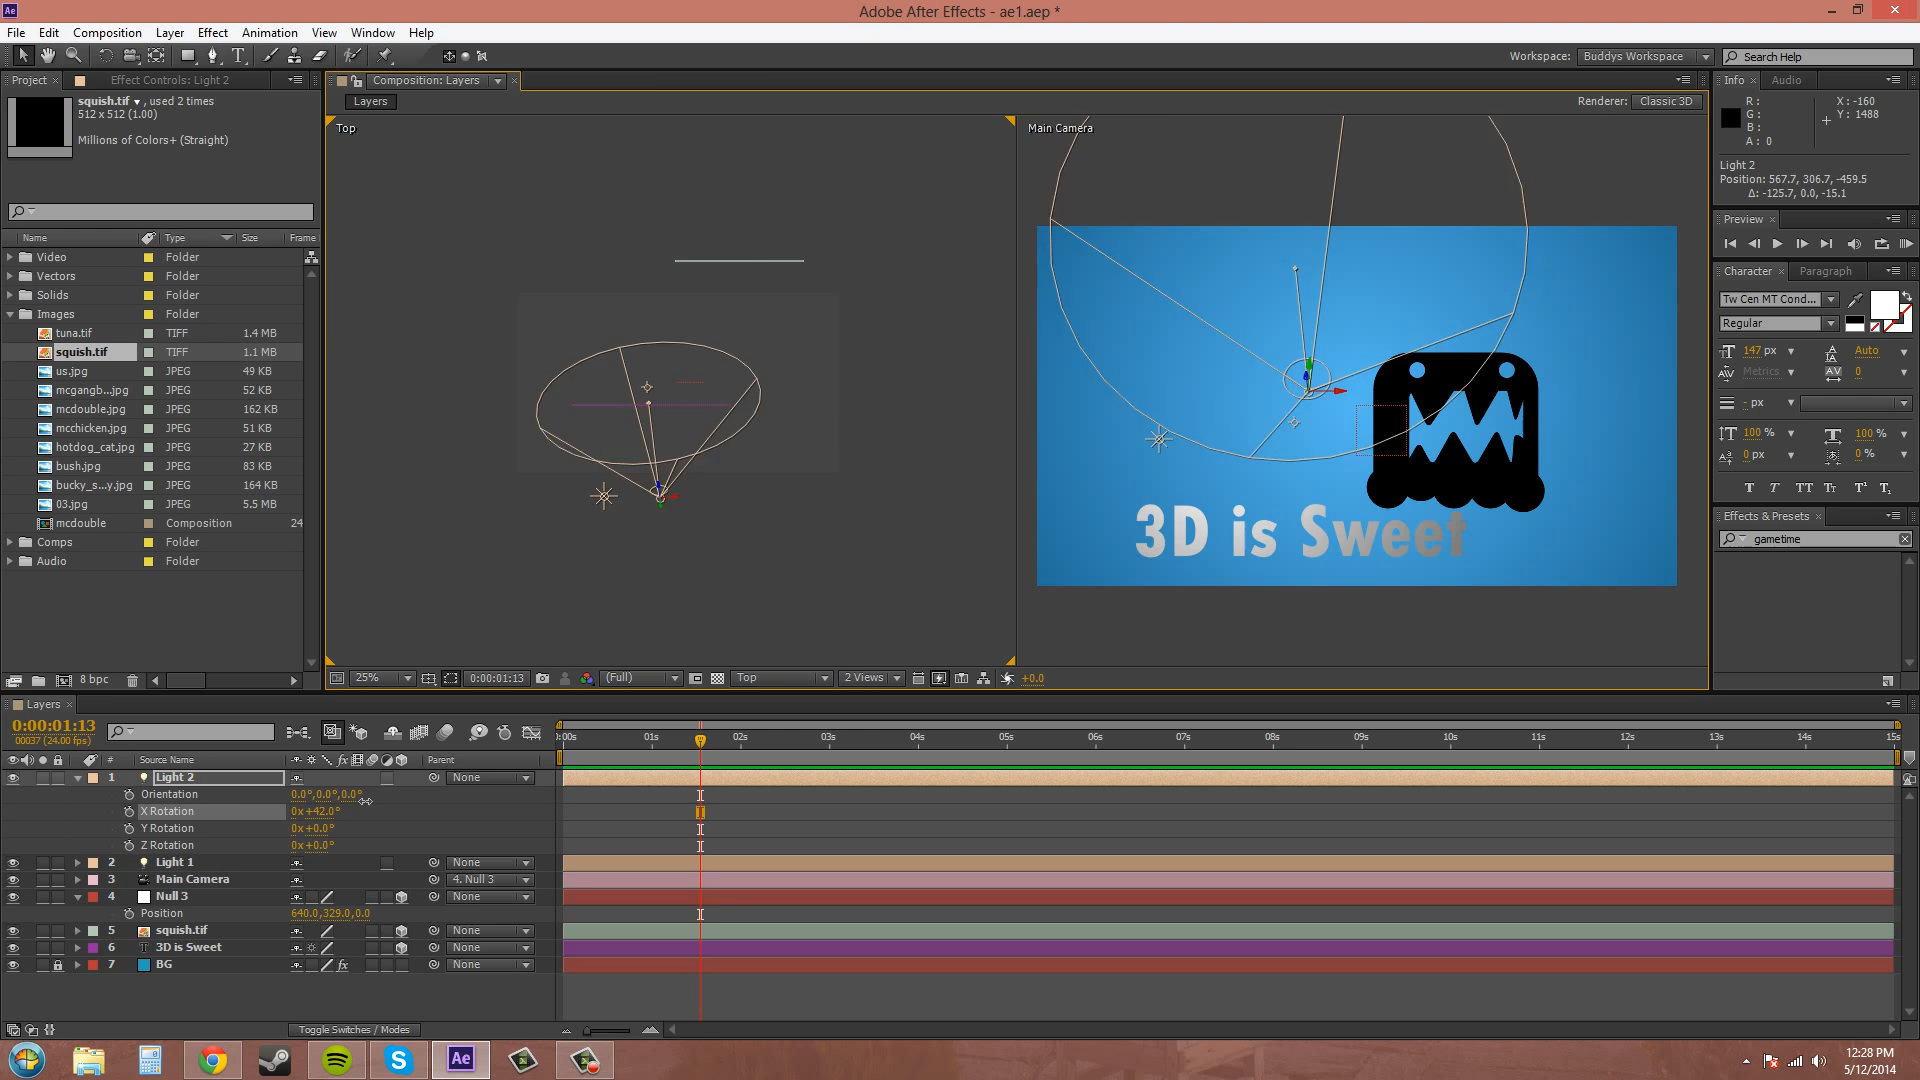 Ae Adobe After Effects - ae1.aep *
File Edit Composition Layer Effect Animation View Window Help
Workspace: Buddys Workspace Search Help
Project Effect Controls: Light 2
squish.tif , used 2 times
512 x 512 (1.00)
Millions of Colors+ (Straight)
Name Type Size Frame
Video Folder
Vectors Folder
Solids Folder
Images Folder
tuna.tif TIFF 1.4 MB
squish.tif TIFF 1.1 MB
us.jpg JPEG 49 KB
mcgangb...jpg JPEG 52 KB
mcdouble.jpg JPEG 162 KB
mcchicken.jpg JPEG 51 KB
hotdog_cat.jpg JPEG 27 KB
bush.jpg JPEG 83 KB
bucky_s...y.jpg JPEG 164 KB
03.jpg JPEG 5.5 MB
mcdouble Composition 24
Comps Folder
Audio Folder
8 bpc
Composition: Layers
Layers
Renderer: Classic 3D
Top
Main Camera
3D is Sweet
25% 0:00:01:13 (Full) Top 2 Views +0.0
Info Audio
R :
G :
B :
A : 0
X : -160
Y : 1488
Light 2
Position: 567.7, 306.7, -459.5
Δ: -125.7, 0.0, -15.1
Preview
Character Paragraph
Tw Cen MT Cond...
Regular
147 px Auto
Metrics 0
- px
100 % 100 %
0 px 0 %
T T TT Tt T¹ T₁
Effects & Presets
gametime
Layers
0:00:01:13
00037 (24.00 fps)
# Source Name fx Parent
:00s 01s 02s 03s 04s 05s 06s 07s 08s 09s 10s 11s 12s 13s 14s 15s
1 Light 2 None
Orientation 0.0°,0.0°,0.0°
X Rotation 0x+42.0°
Y Rotation 0x+0.0°
Z Rotation 0x+0.0°
2 Light 1 None
3 Main Camera 4. Null 3
4 Null 3 None
Position 640.0,329.0,0.0
5 squish.tif None
6 T 3D is Sweet None
7 BG fx None
Toggle Switches / Modes
Ae
12:28 PM
5/12/2014